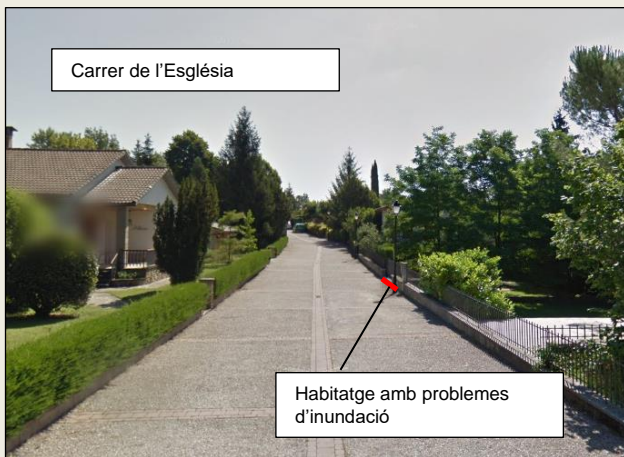 Carrer de l'Església
Habitatge amb problemes
d'inundació